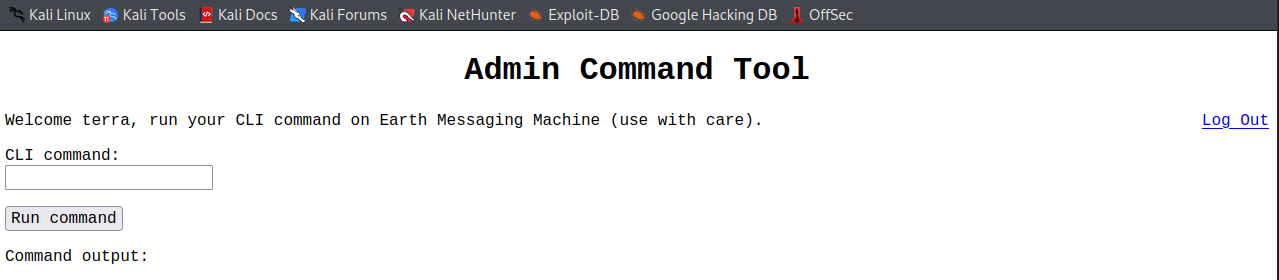 Kali Linux Kali Tools Kali Docs Kali Forums Kali NetHunter Exploit-DB Google Hacking DB OffSec
Admin Command Tool
Welcome terra, run your CLI command on Earth Messaging Machine (use with care). Log Out
CLI command:
Run command
Command output: